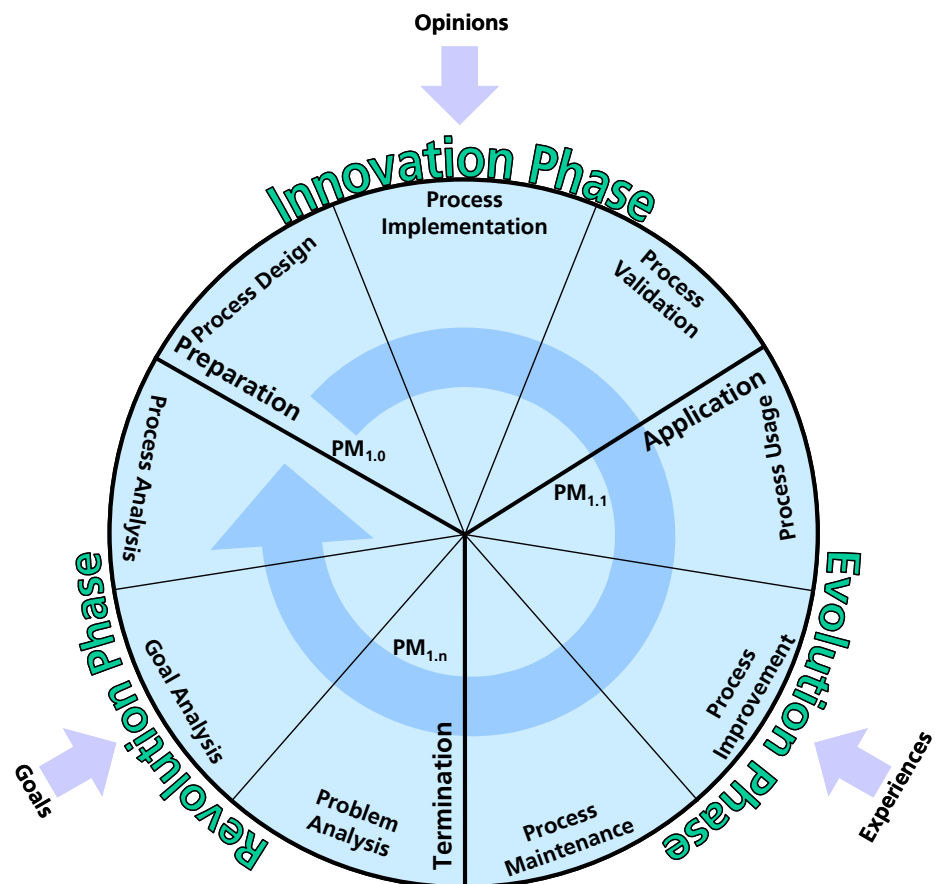 Opinions
Innovation Phase
Process
Implementation
Process Design
Process
Validation
Preparation
Application
Process Usage
Process Analysis
PM1.0
PM1.1
Evolution Phase
Revolution Phase
Goal Analysis
PM1.n
Process
Improvement
Termination
Problem
Analysis
Process
Maintenance
Goals
Experiences